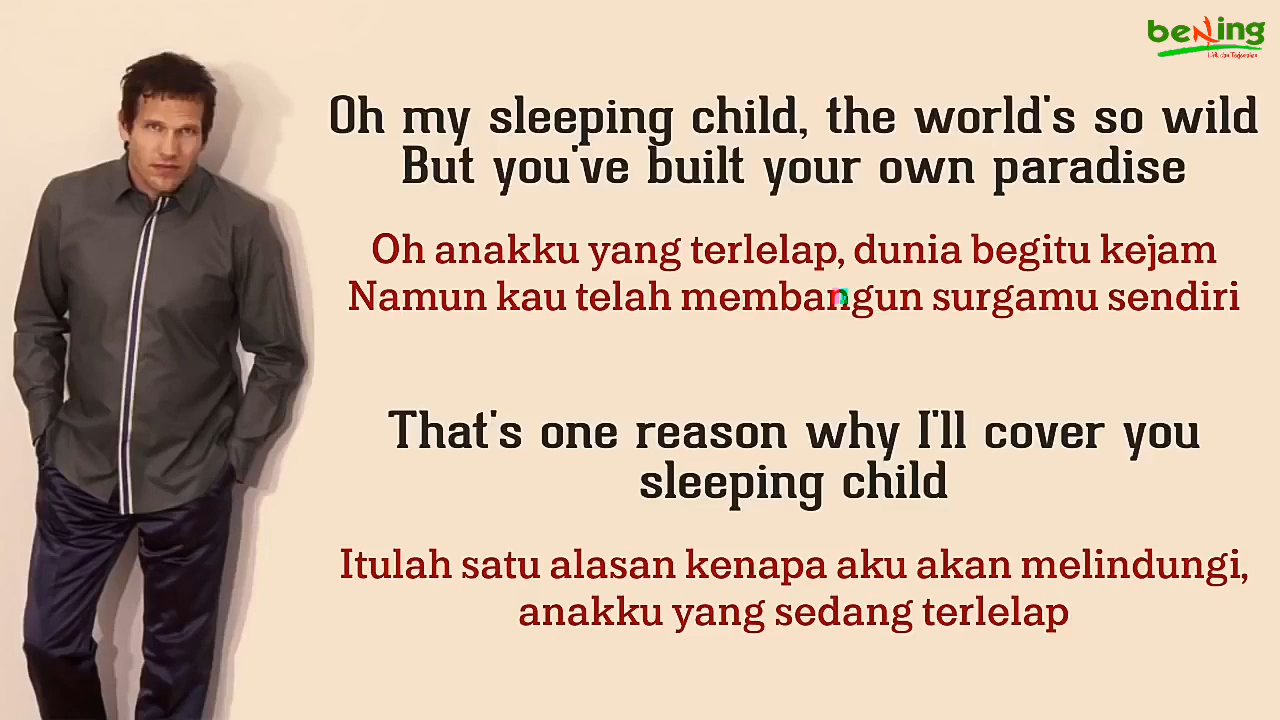 bening
Lirik dan Terjemahan
Oh my sleeping child, the world's so wild
But you've built your own paradise
Oh anakku yang terlelap, dunia begitu kejam
Namun kau telah membangun surgamu sendiri
That's one reason why I'll cover you
sleeping child
Itulah satu alasan kenapa aku akan melindungi,
anakku yang sedang terlelap